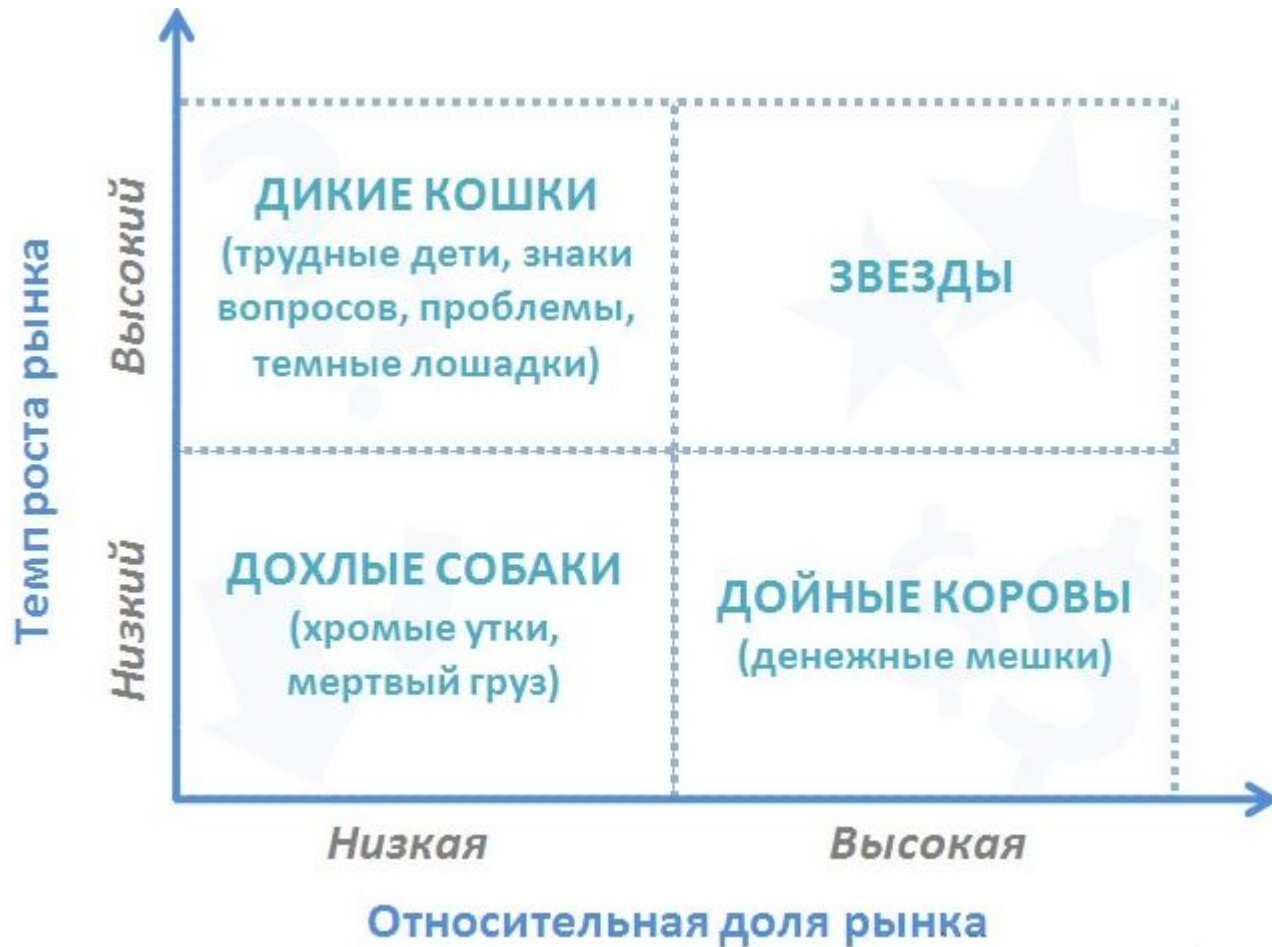 Темп роста рынка
Высокий
Низкий
ДИКИЕ КОШКИ
(трудные дети, знаки
вопросов, проблемы,
темные лошадки)
ЗВЕЗДЫ
ДОХЛЫЕ СОБАКИ
(хромые утки,
мертвый груз)
ДОЙНЫЕ КОРОВЫ
(денежные мешки)
Низкая
Высокая
Относительная доля рынка